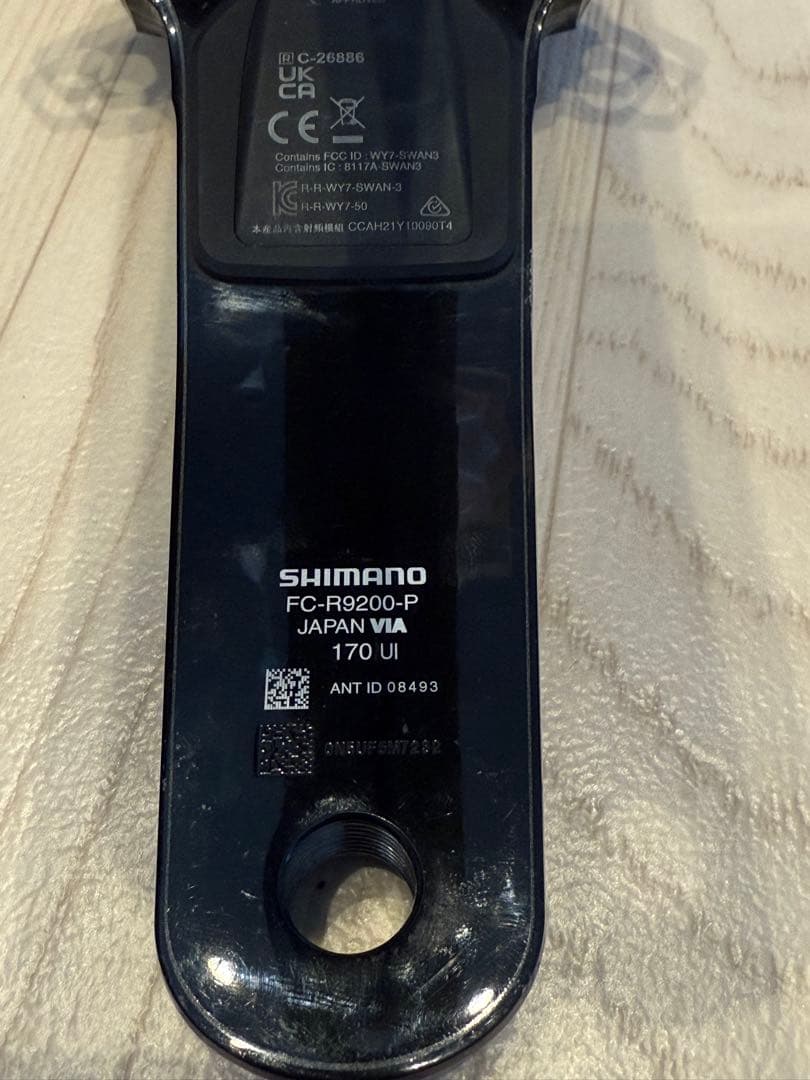 APPROVED
R C-26886
UK
CA
CE
Contains FCC ID : WY7-SWAN3
Contains IC : 8117A-SWAN3
R-R-WY7-SWAN-3
R-R-WY7-50
本產品內含射頻模組 CCAH21Y10090T4
SHIMANO
FC-R9200-P
JAPAN VIA
170 UI
ANT ID 08493